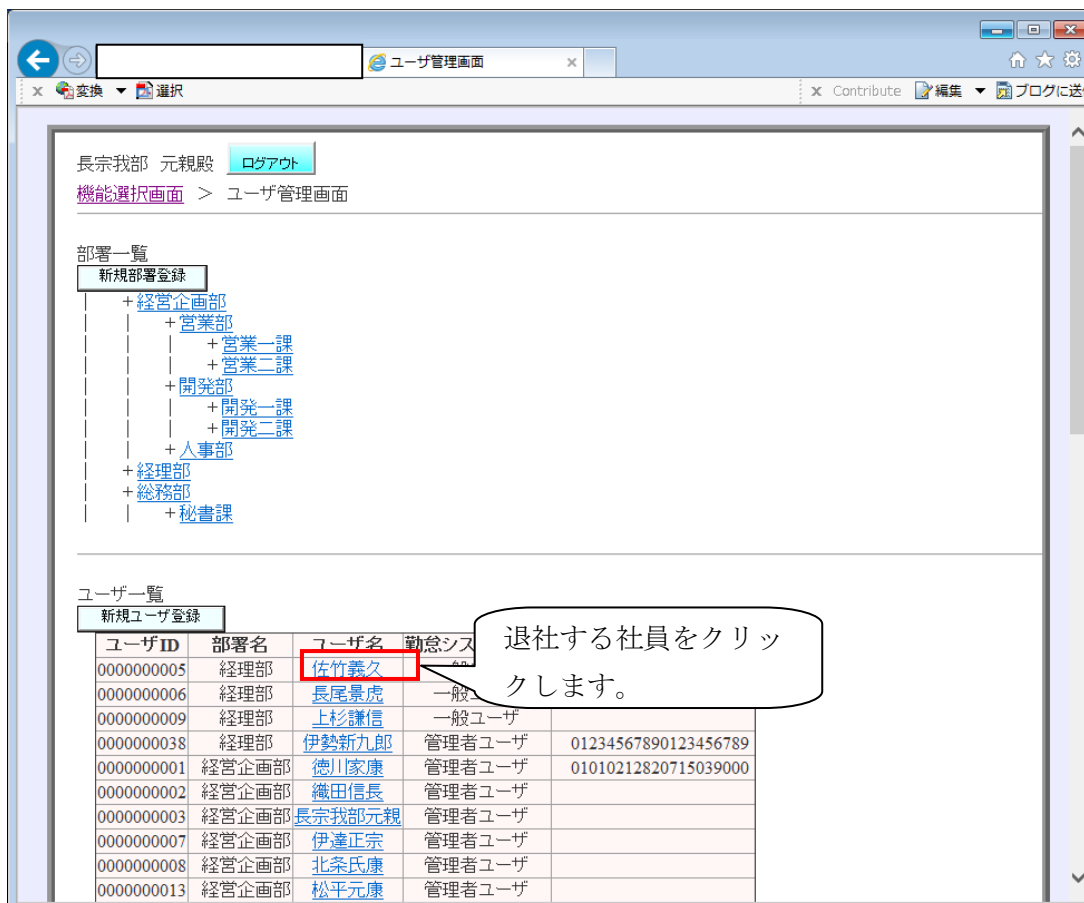 ユーザ管理画面
x 変換 ▼ 選択
x Contribute 編集 ▼ ブログに送
長宗我部 元親殿 ログアウト
機能選択画面 > ユーザ管理画面
部署一覧
新規部署登録
| +経営企画部
| | +営業部
| | | +営業一課
| | | +営業二課
| | +開発部
| | | +開発一課
| | | +開発二課
| | +人事部
| +経理部
| +総務部
| | +秘書課
ユーザ一覧
新規ユーザ登録
退社する社員をクリッ
クします。
ユーザID 部署名 ユーザ名 勤怠シス
0000000005 経理部 佐竹義久
0000000006 経理部 長尾景虎 一般
0000000009 経理部 上杉謙信 一般ユーザ
0000000038 経理部 伊勢新九郎 管理者ユーザ 01234567890123456789
0000000001 経営企画部 徳川家康 管理者ユーザ 01010212820715039000
0000000002 経営企画部 織田信長 管理者ユーザ
0000000003 経営企画部 長宗我部元親 管理者ユーザ
0000000007 経営企画部 伊達正宗 管理者ユーザ
0000000008 経営企画部 北条氏康 管理者ユーザ
0000000013 経営企画部 松平元康 管理者ユーザ